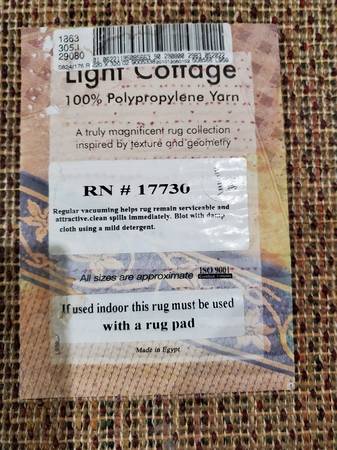 1863
305.I
29080
Light Cottage
100% Polypropylene Yarn
A truly magnificent rug collection
inspired by texture and geometry
RN # 17730
Regular vacuuming helps rug remain serviceable and
attractive.clean spills immediately. Blot with damp
cloth using a mild detergent.
All sizes are approximate ISO 9001
If used indoor this rug must be used
with a rug pad
Made in Egypt